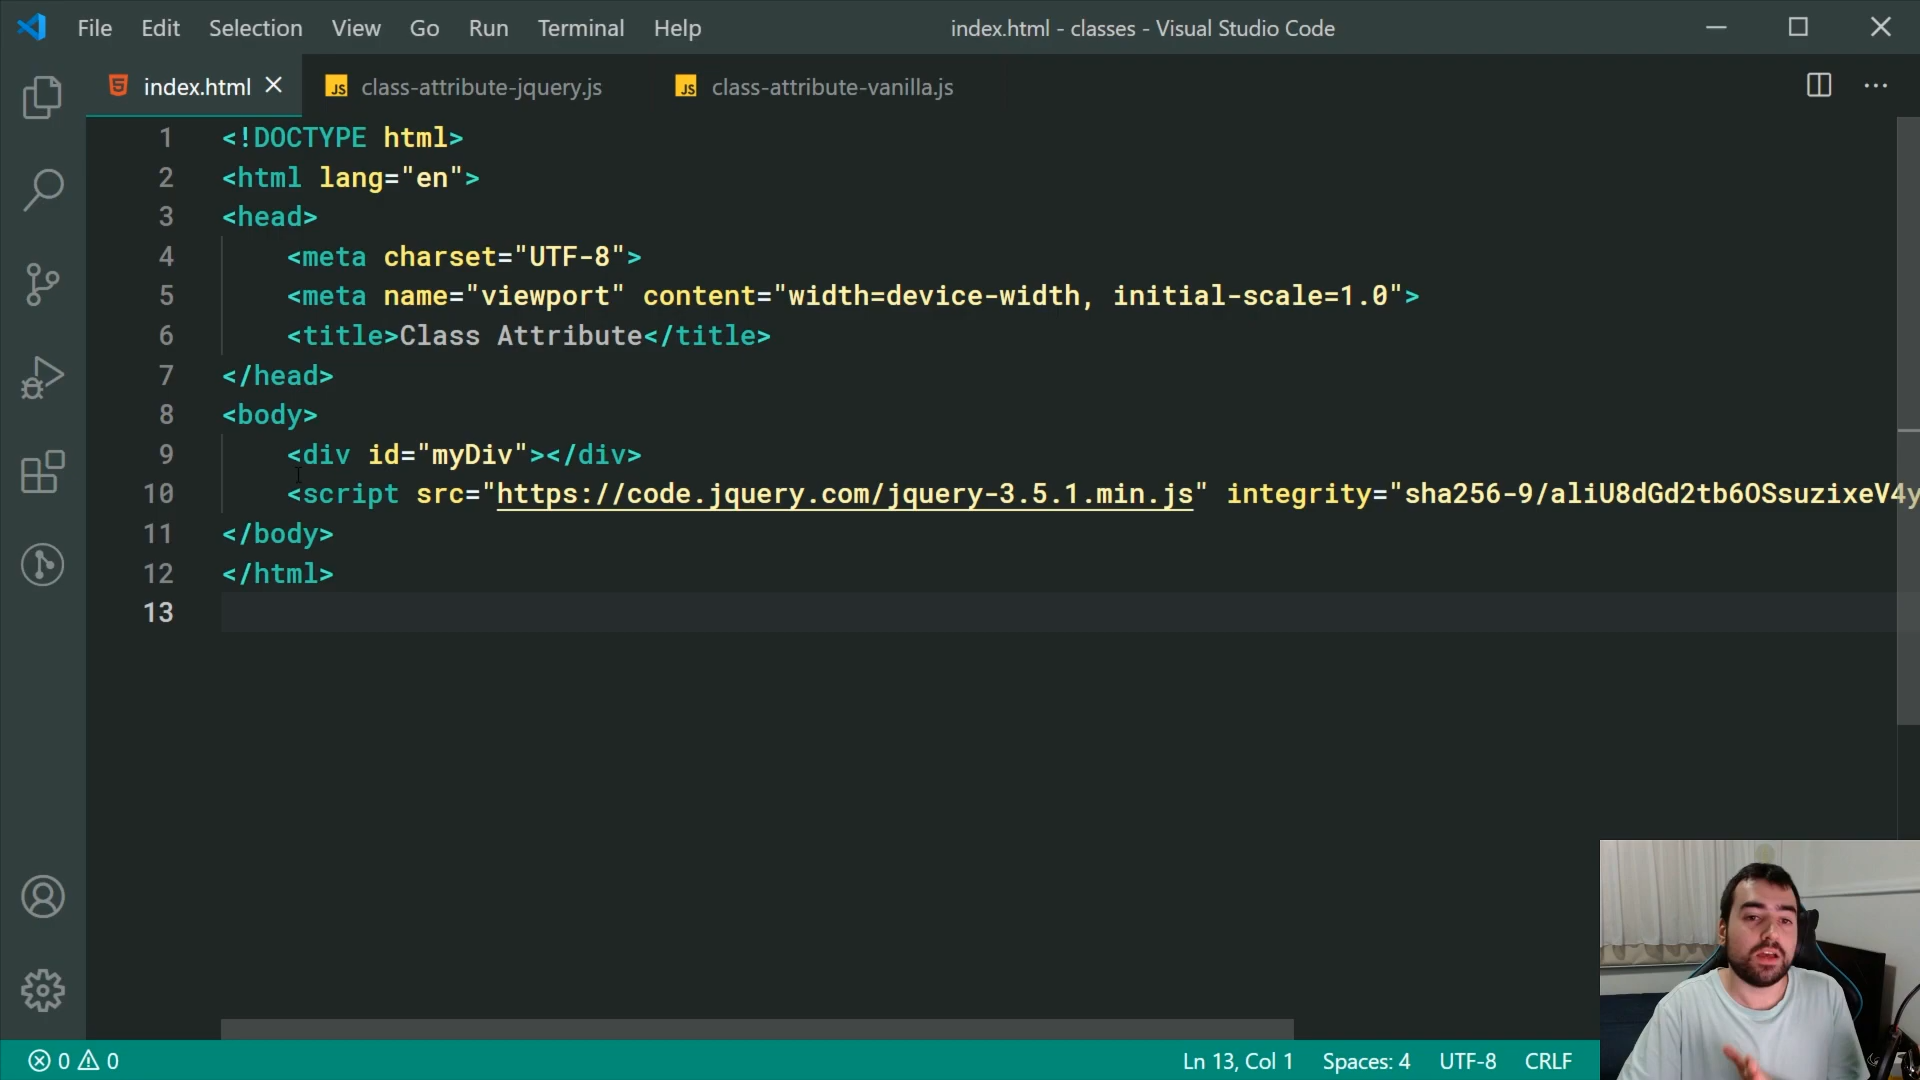 File Edit Selection View Go Run Terminal Help index.html - classes - Visual Studio Code
index.html JS class-attribute-jquery.js JS class-attribute-vanilla.js
1 <!DOCTYPE html>
2 <html lang="en">
3 <head>
4 <meta charset="UTF-8">
5 <meta name="viewport" content="width=device-width, initial-scale=1.0">
6 <title>Class Attribute</title>
7 </head>
8 <body>
9 <div id="myDiv"></div>
10 <script src="https://code.jquery.com/jquery-3.5.1.min.js" integrity="sha256-9/aliU8dGd2tb6OSsuzixeV4y
11 </body>
12 </html>
13
0 0 Ln 13, Col 1 Spaces: 4 UTF-8 CRLF